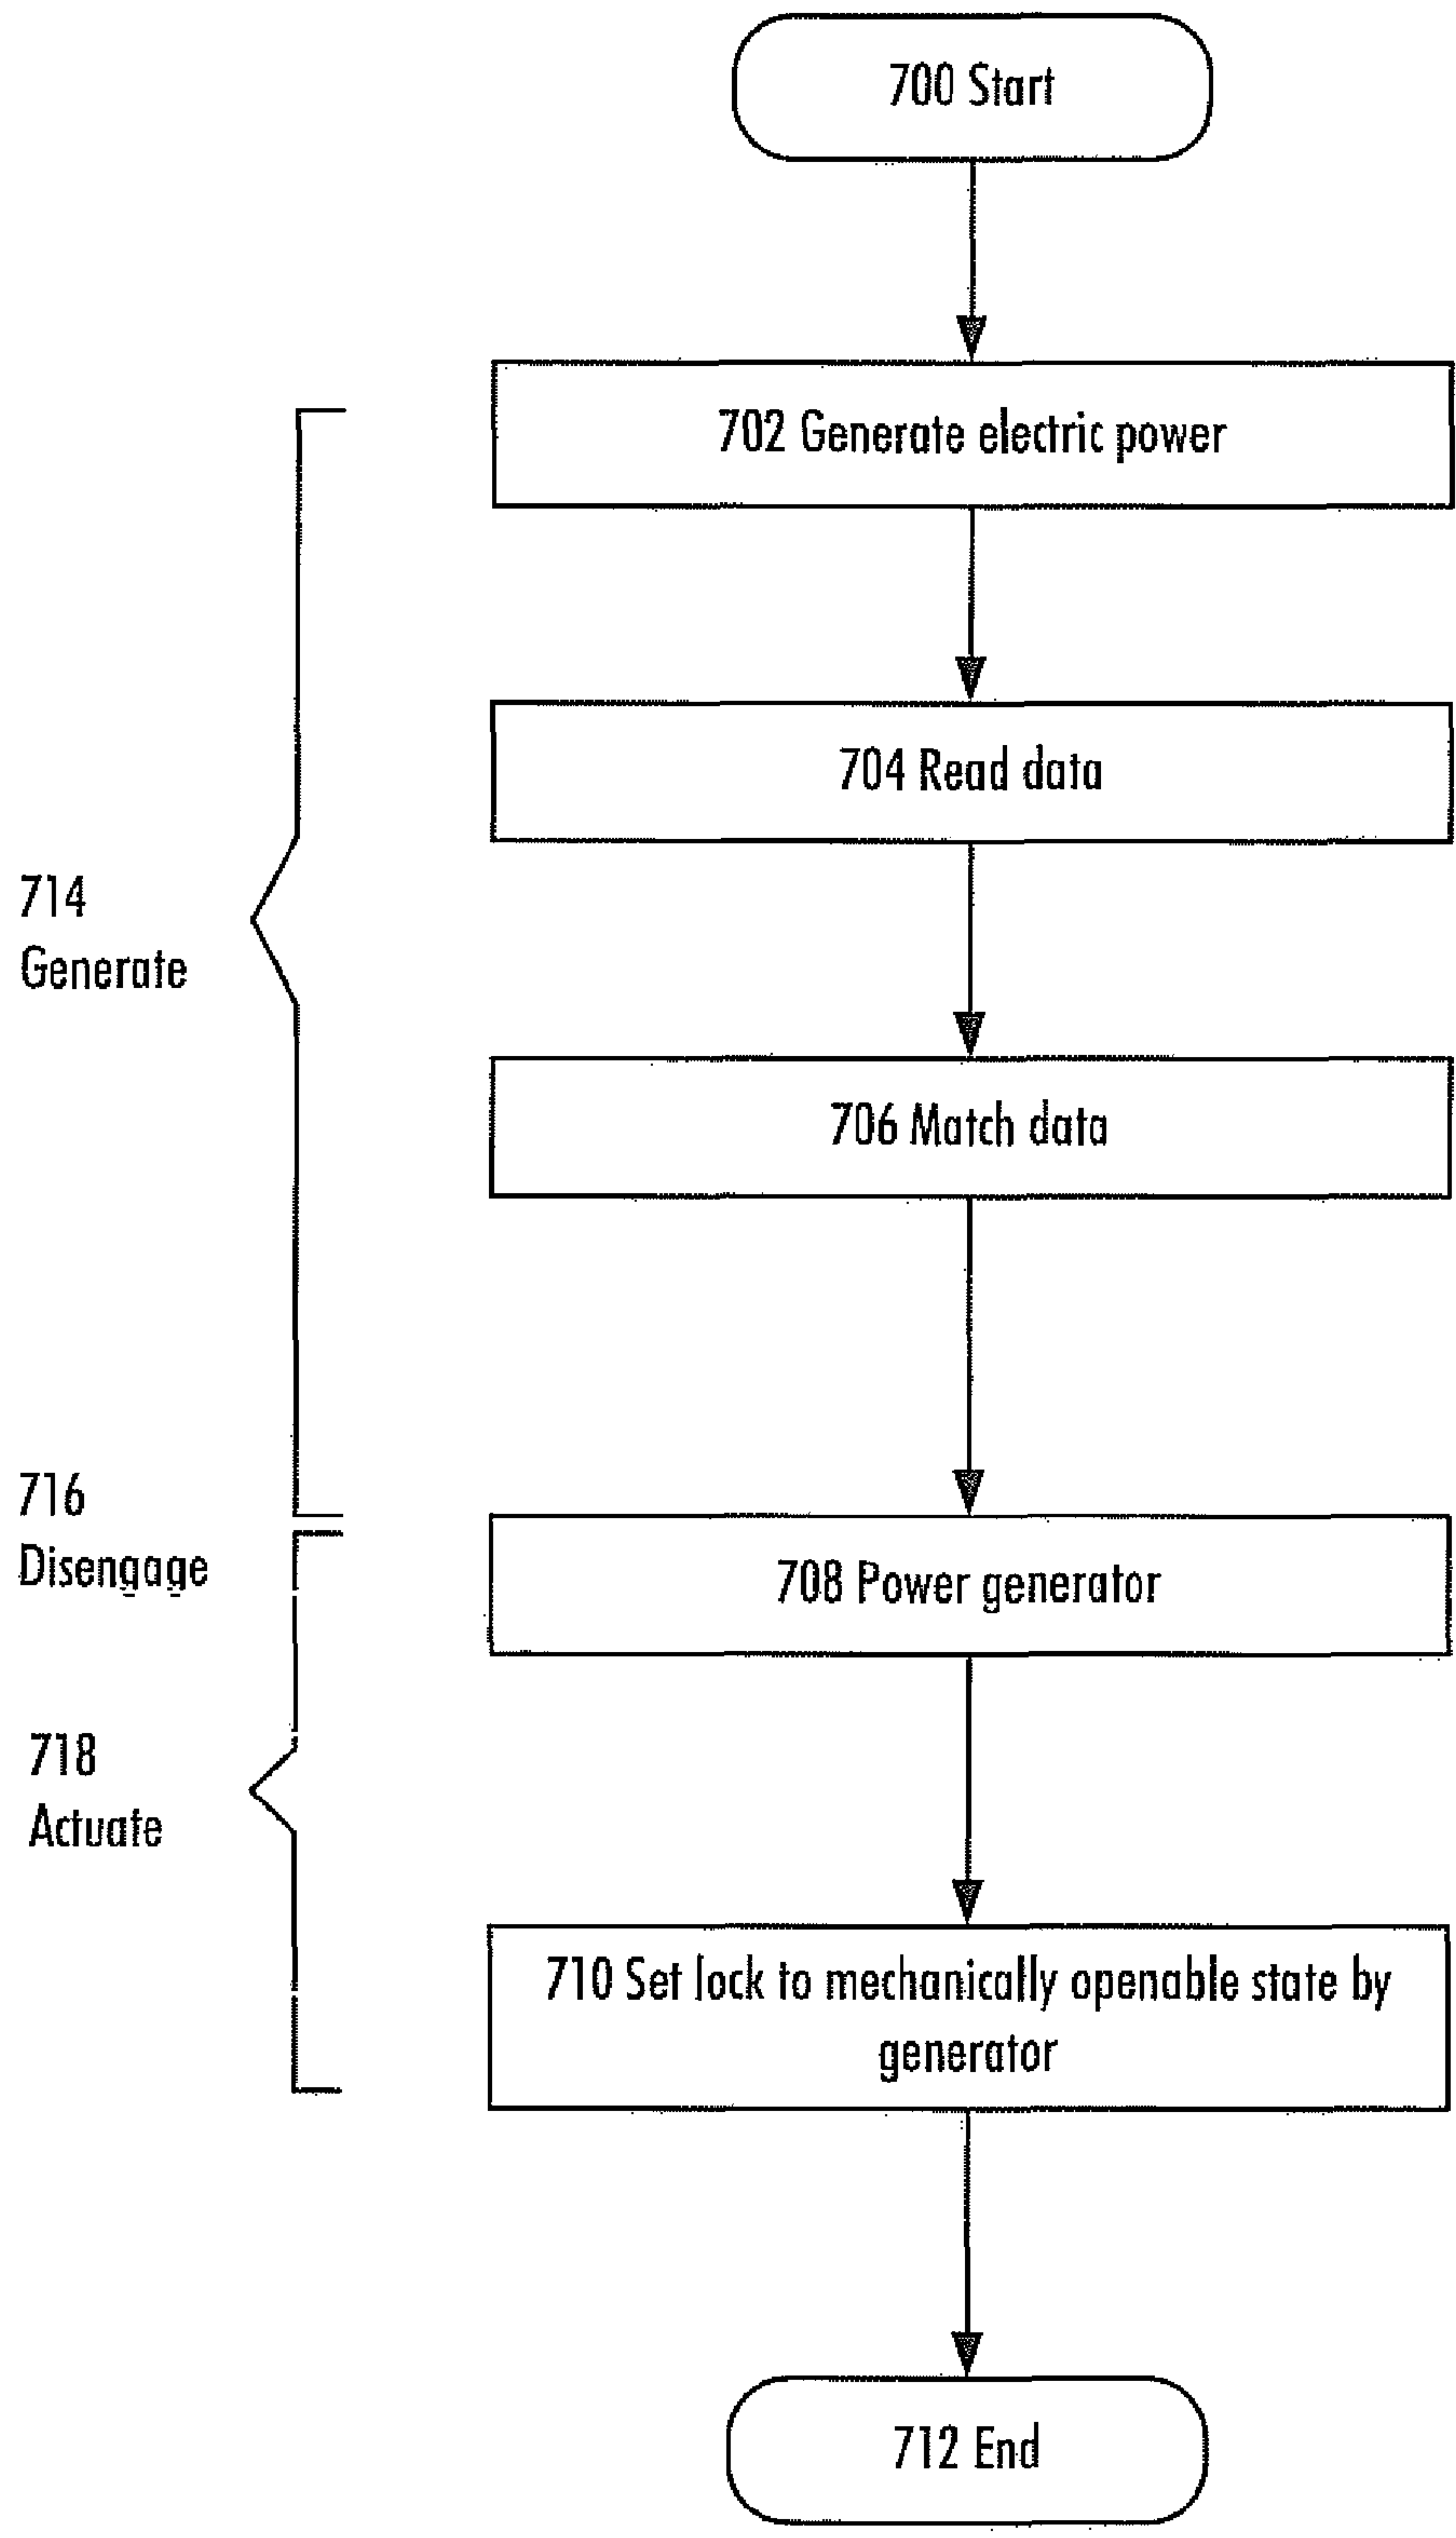 700 Start
702 Generate electric power
704 Read data
714
Generate
706 Match data
716
Disengage
708 Power generator
718
Actuate
710 Set lock to mechanically openable state by
generator
712 End